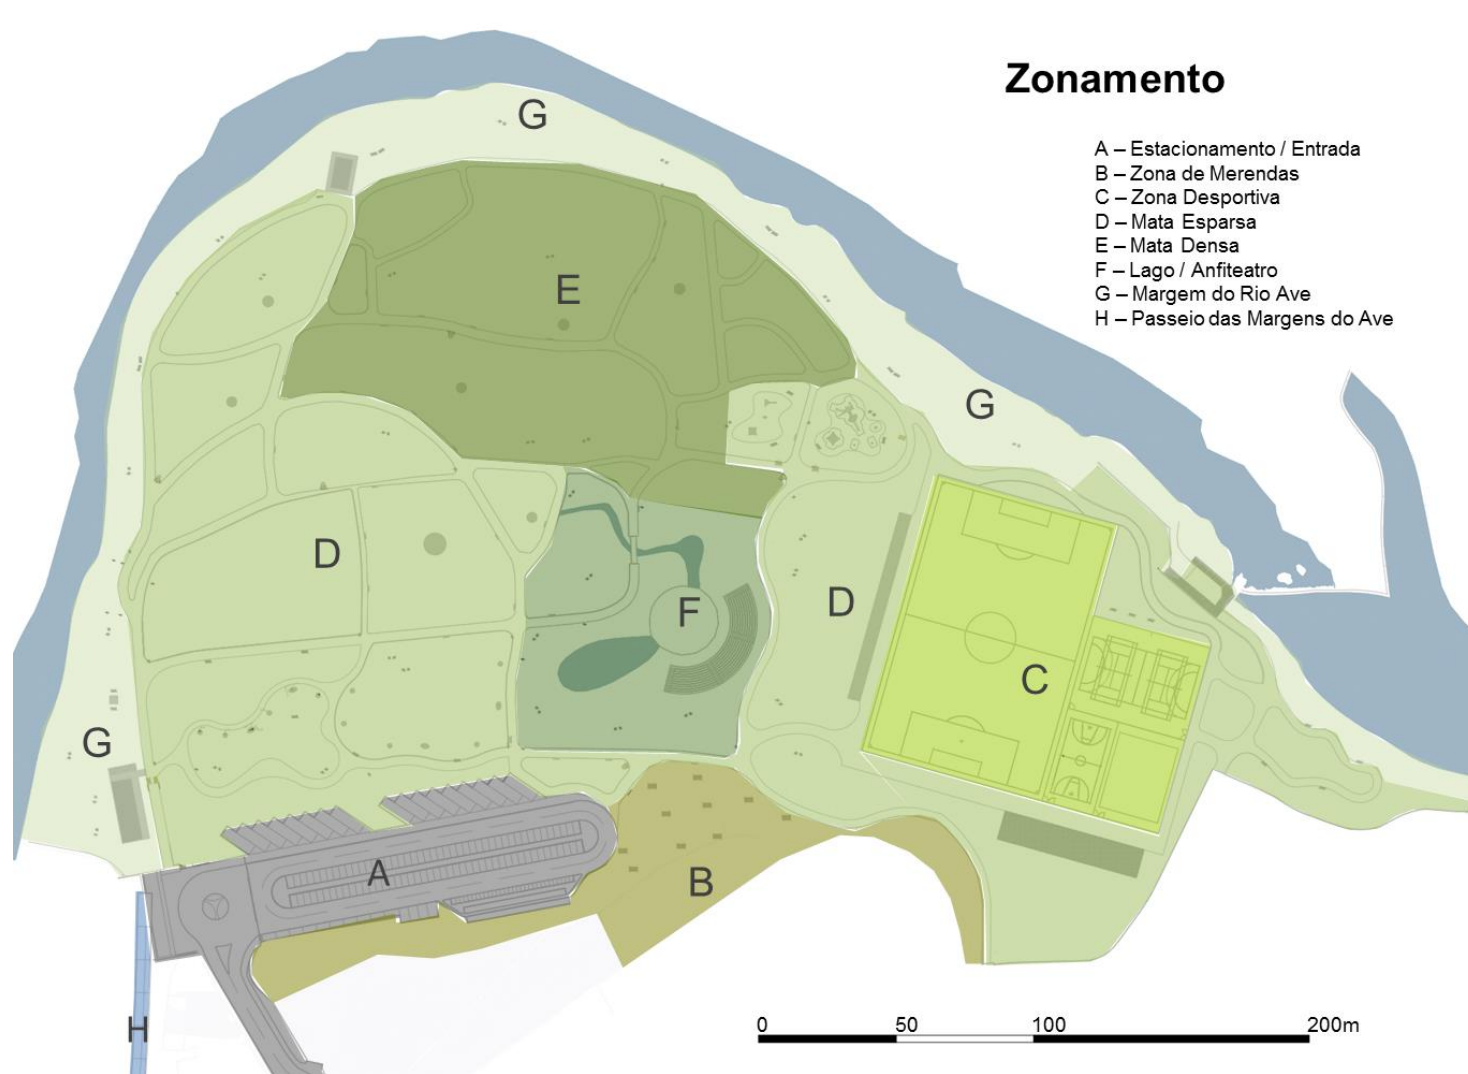 Zonamento
A – Estacionamento / Entrada
B – Zona de Merendas
C – Zona Desportiva
D – Mata Esparsa
E – Mata Densa
F – Lago / Anfiteatro
G – Margem do Rio Ave
H – Passeio das Margens do Ave
G
E
G
D
D
F
C
G
A
B
H
0 50 100 200m